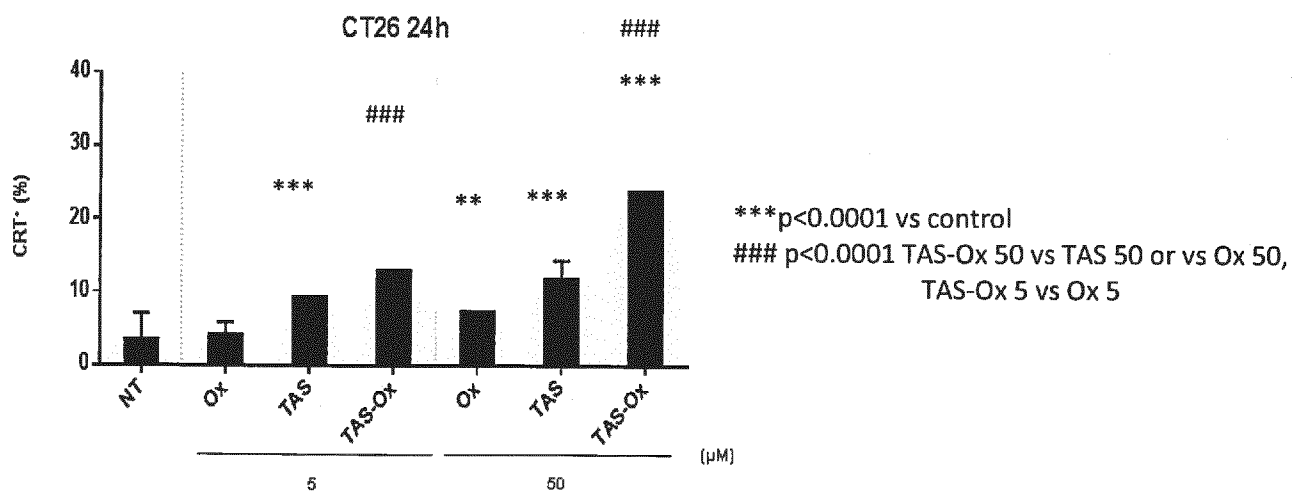 CT26 24h
###
***
###
***
**
***
40
30
20
10
0
CRT+ (%)
NT
Ox
TAS
TAS-Ox
Ox
TAS
TAS-Ox
[µM]
5
50
***p<0.0001 vs control
### p<0.0001 TAS-Ox 50 vs TAS 50 or vs Ox 50,
TAS-Ox 5 vs Ox 5